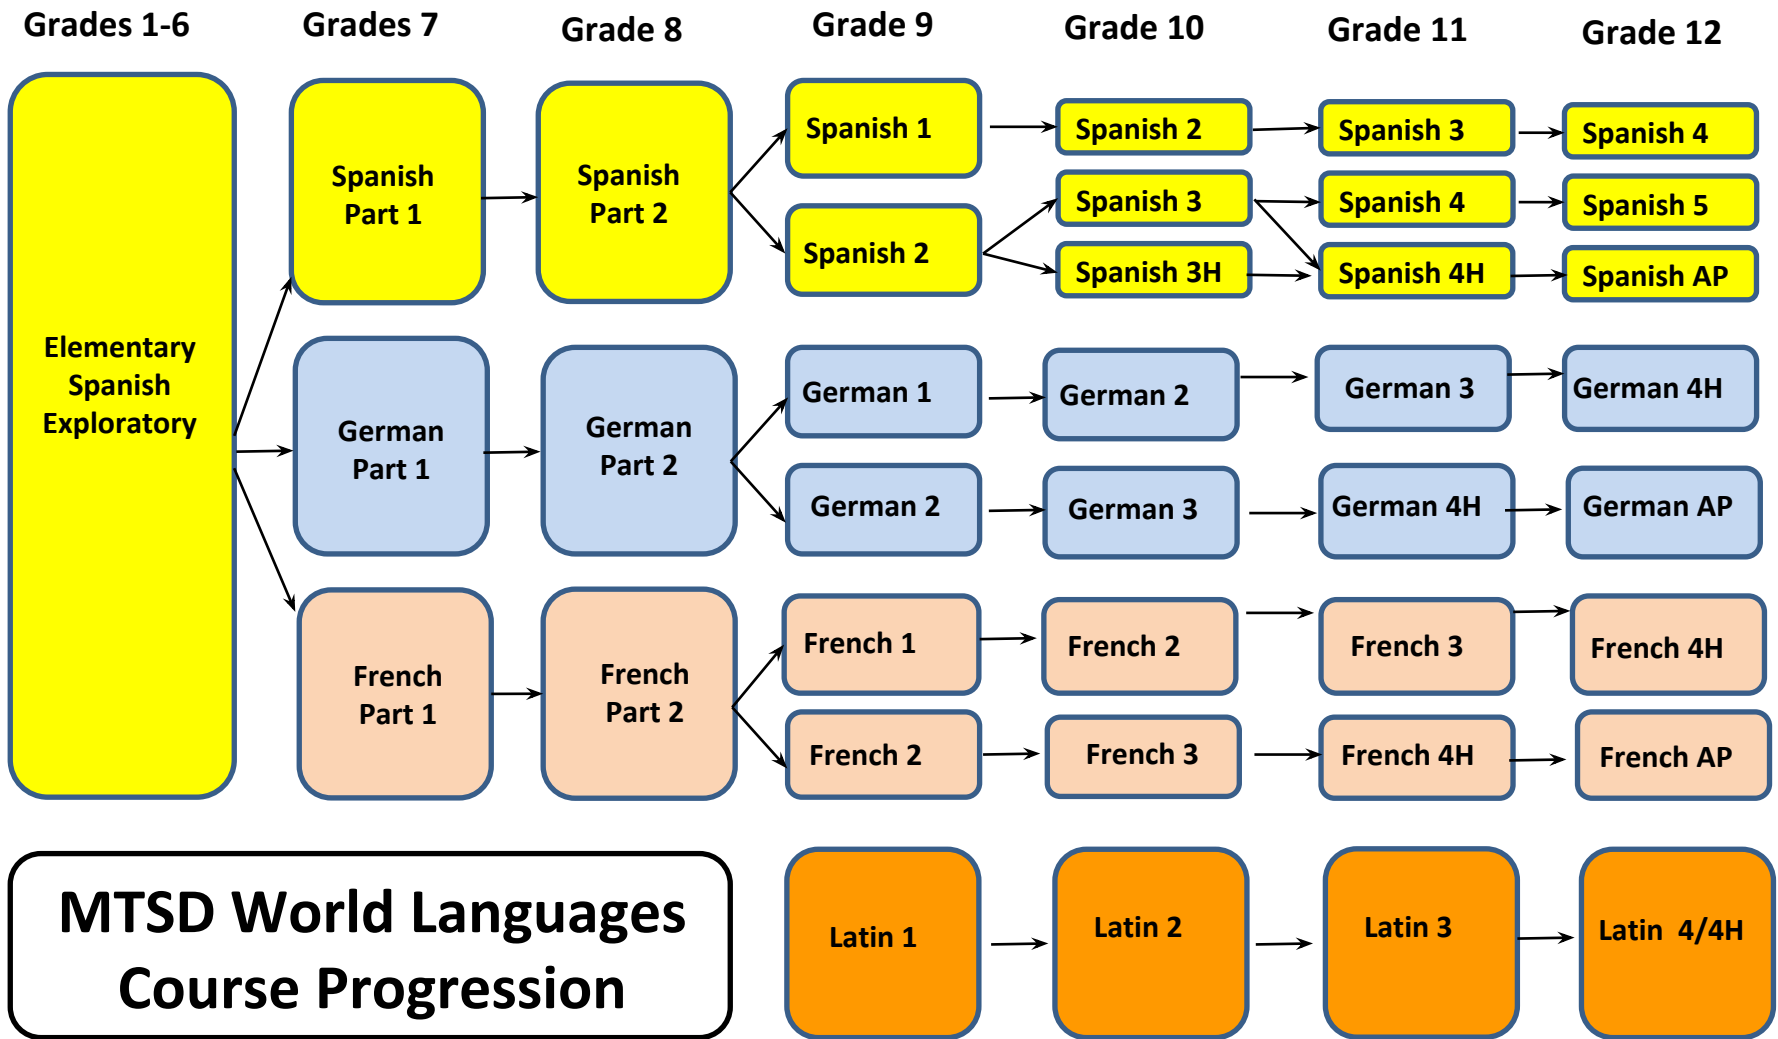 Grades 1-6
Grades 7
Grade 8
Grade 9
Grade 10
Grade 11
Grade 12
Elementary
Spanish
Exploratory
Spanish
Part 1
Spanish
Part 2
Spanish 1
Spanish 2
Spanish 3
Spanish 4
Spanish 2
Spanish 3
Spanish 4
Spanish 5
Spanish 3H
Spanish 4H
Spanish AP
German
Part 1
German
Part 2
German 1
German 2
German 3
German 4H
German 2
German 3
German 4H
German AP
French
Part 1
French
Part 2
French 1
French 2
French 3
French 4H
French 2
French 3
French 4H
French AP
MTSD World Languages
Course Progression
Latin 1
Latin 2
Latin 3
Latin  4/4H